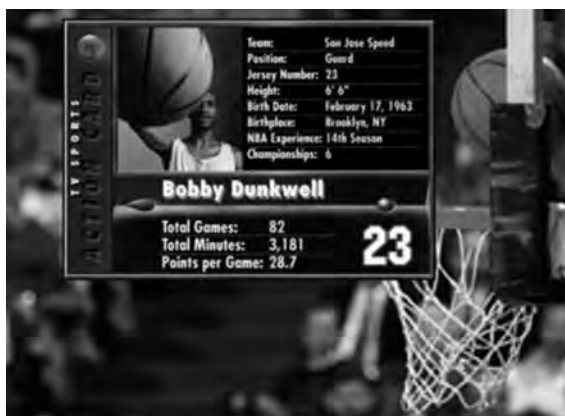 TV SPORTS
ACTION CARD
Team: San Jose Speed
Position: Guard
Jersey Number: 23
Height: 6' 6"
Birth Date: February 17, 1963
Birthplace: Brooklyn, NY
NBA Experience: 14th Season
Championships: 6
Bobby Dunkwell
Total Games: 82
Total Minutes: 3,181
Points per Game: 28.7
23